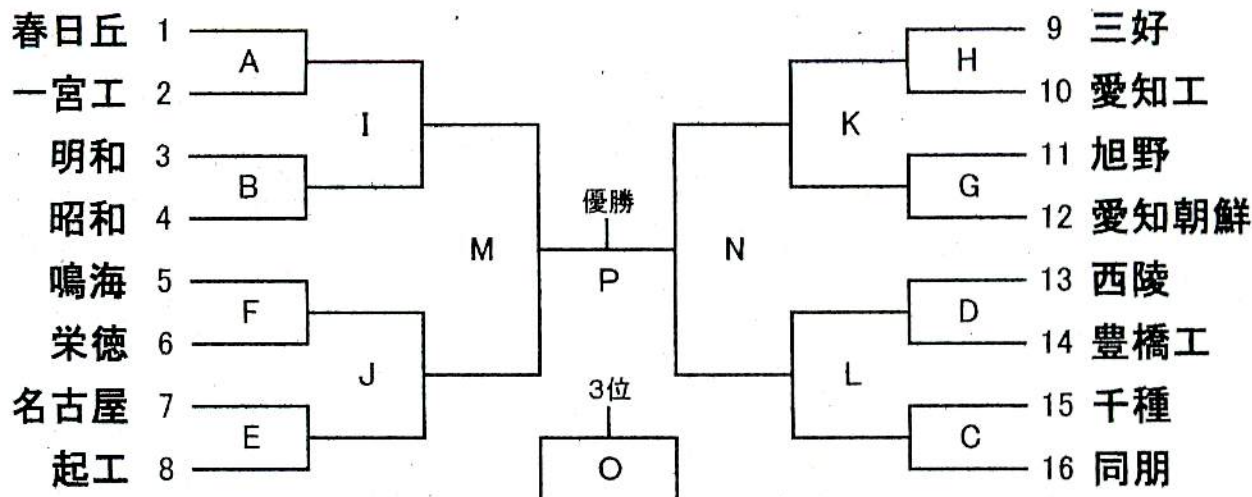 春日丘 1
A
一宮工 2
I
明和 3
B
昭和 4
M
鳴海 5
F
栄徳 6
J
名古屋 7
E
起工 8
優勝
P
3位
O
9 三好
H
10 愛知工
K
11 旭野
G
12 愛知朝鮮
N
13 西陵
D
14 豊橋工
L
15 千種
C
16 同朋